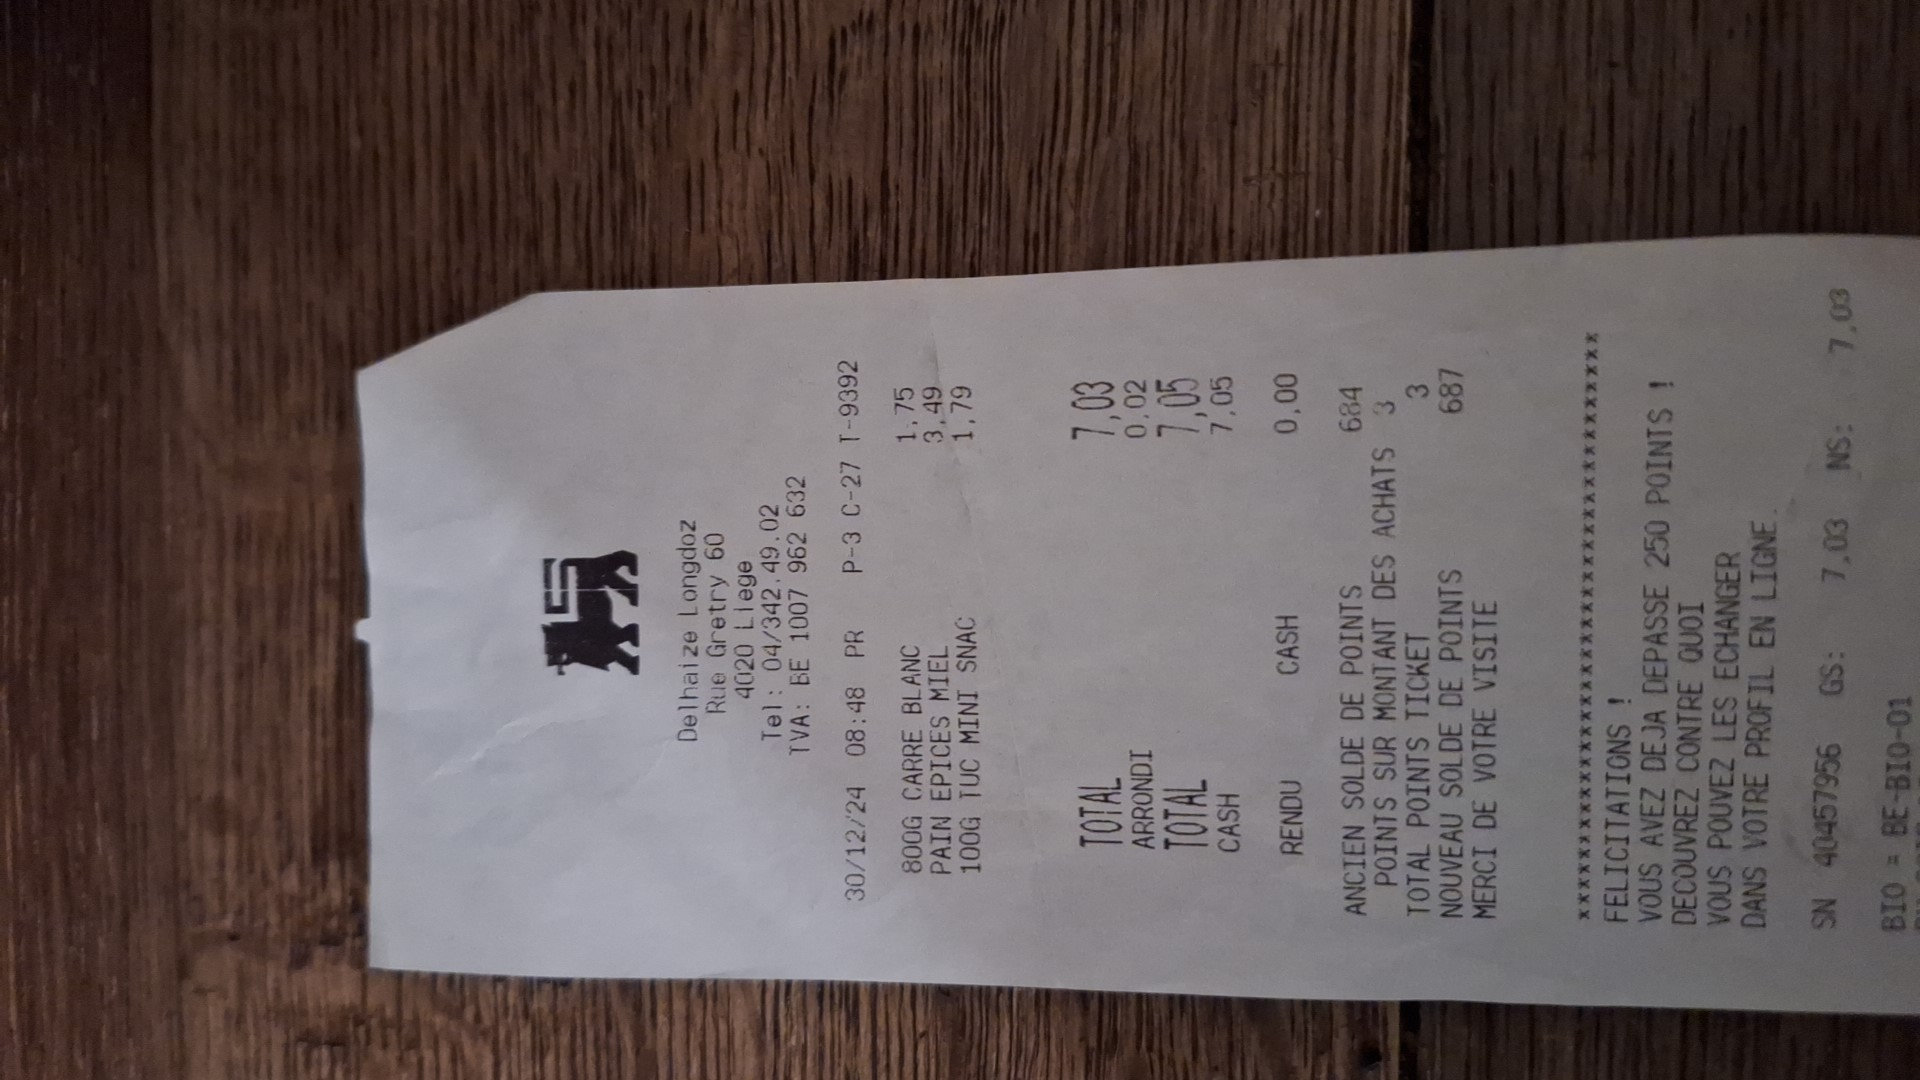 Delhaize Longdoz
Rue Gretry 60
4020 Liege
Tel : 04/342.49.02
TVA: BE 1007 962 632
30/12/24 08:48 PR P-3 C-27 T-9392
800G CARRE BLANC 1,75
PAIN EPICES MIEL 3,49
100G TUC MINI SNAC 1,79
TOTAL 7,03
ARRONDI 0,02
TOTAL 7,05
CASH 7,05
RENDU CASH 0,00
ANCIEN SOLDE DE POINTS 684
POINTS SUR MONTANT DES ACHATS 3
TOTAL POINTS TICKET 3
NOUVEAU SOLDE DE POINTS 687
MERCI DE VOTRE VISITE
xxxxxxxxxxxxxxxxxxxxxxxxxxxxxxxxxxxxxxxxxx
FELICITATIONS !
VOUS AVEZ DEJA DEPASSE 250 POINTS !
DECOUVREZ CONTRE QUOI
VOUS POUVEZ LES ECHANGER
DANS VOTRE PROFIL EN LIGNE.
SN 40457956 GS: 7,03 NS: 7,03
BIO = BE-BIO-01